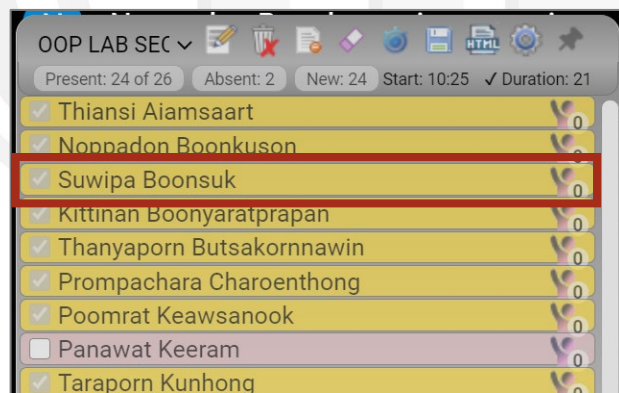 OOP LAB SEC
HTML
Present: 24 of 26 Absent: 2 New: 24 Start: 10:25 ✓ Duration: 21
Thiansi Aiamsaart 0
Noppadon Boonkuson
Suwipa Boonsuk 0
Kittinan Boonyaratprapan 0
Thanyaporn Butsakornnawin 0
Prompachara Charoenthong 0
Poomrat Keawsanook 0
Panawat Keeram 0
Taraporn Kunhong 0